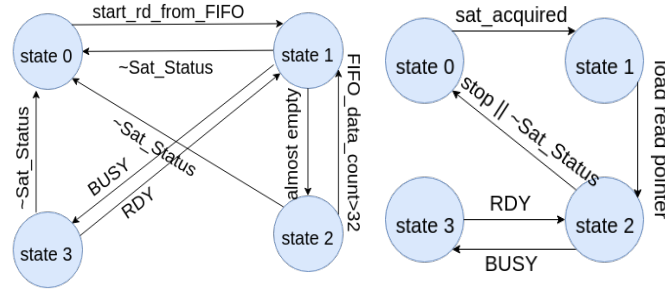 start_rd_from_FIFO
state 0
state 1
~Sat_Status
FIFO_data_count>32
~Sat_Status
~Sat_Status
almost empty
BUSY
RDY
state 3
state 2
sat_acquired
state 0
state 1
load read pointer
stop || ~Sat_Status
state 3
RDY
state 2
BUSY